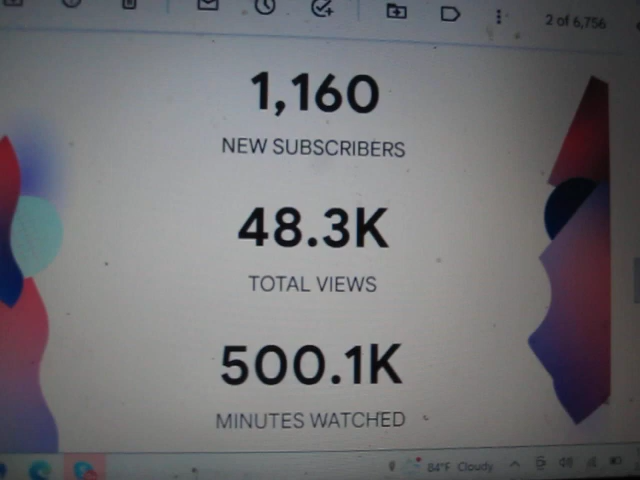 2 of 6,756
1,160
NEW SUBSCRIBERS
48.3K
TOTAL VIEWS
500.1K
MINUTES WATCHED
84°F Cloudy